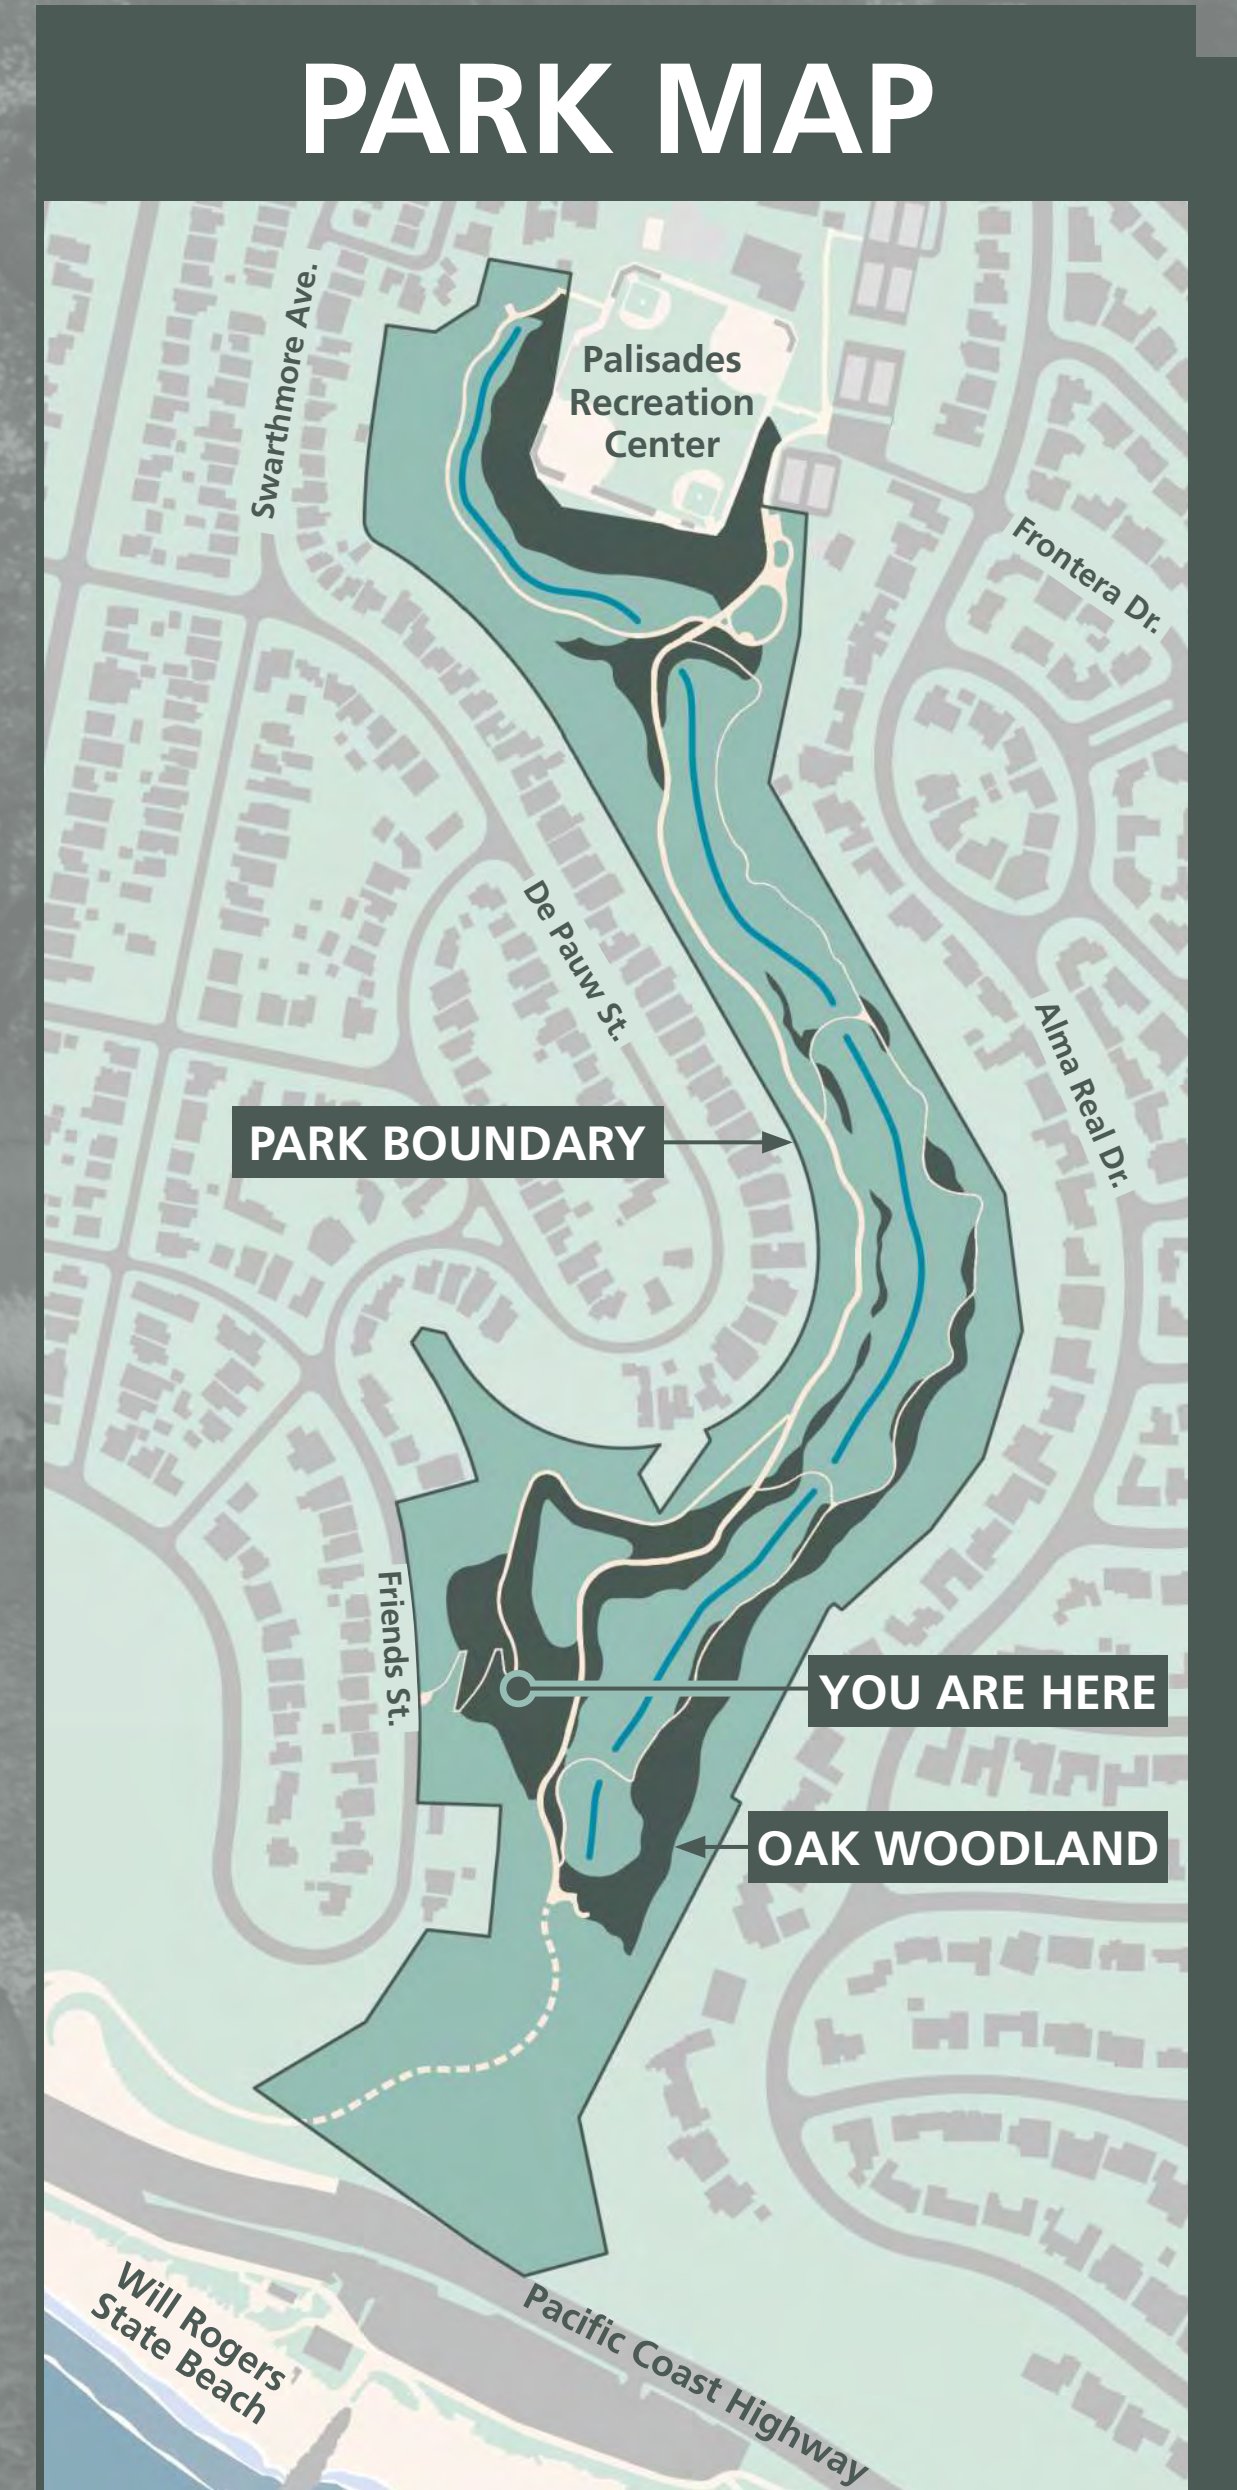 PARK MAP
Swarthmore Ave.
Palisades
Recreation
Center
Frontera Dr.
De Pauw St.
Alma Real Dr.
PARK BOUNDARY
Friends St.
YOU ARE HERE
OAK WOODLAND
Will Rogers
State Beach
Pacific Coast Highway